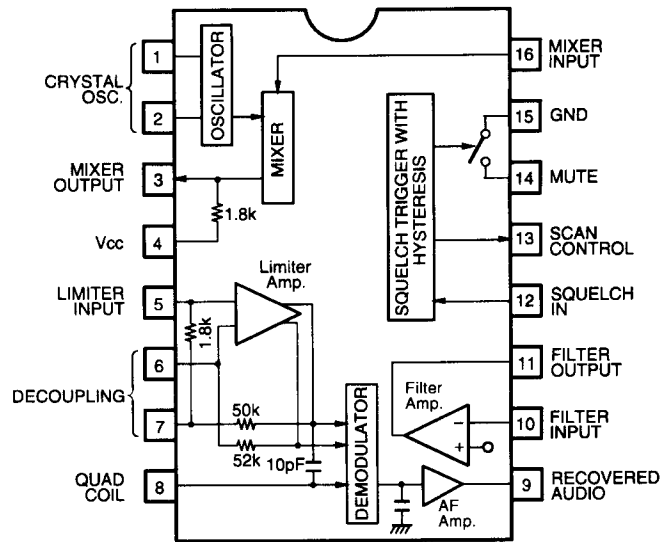 CRYSTAL
OSC.
1
2
OSCILLATOR
MIXER
16
MIXER
INPUT
15
GND
MIXER
OUTPUT
3
1.8k
SQUELCH TRIGGER WITH
HYSTERESIS
14
MUTE
Vcc
4
13
SCAN
CONTROL
LIMITER
INPUT
5
1.8k
Limiter
Amp.
12
SQUELCH
IN
DECOUPLING
6
7
50k
52k
10pF
DEMODULATOR
Filter
Amp.
−
+
11
FILTER
OUTPUT
10
FILTER
INPUT
QUAD
COIL
8
AF
Amp.
9
RECOVERED
AUDIO